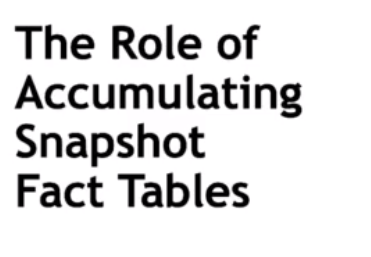 The Role of
Accumulating
Snapshot
Fact Tables